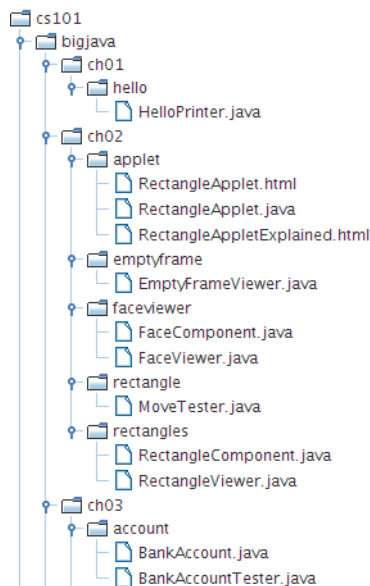 cs101
bigjava
ch01
hello
HelloPrinter.java
ch02
applet
RectangleApplet.html
RectangleApplet.java
RectangleAppletExplained.html
emptyframe
EmptyFrameViewer.java
faceviewer
FaceComponent.java
FaceViewer.java
rectangle
MoveTester.java
rectangles
RectangleComponent.java
RectangleViewer.java
ch03
account
BankAccount.java
BankAccountTester.java